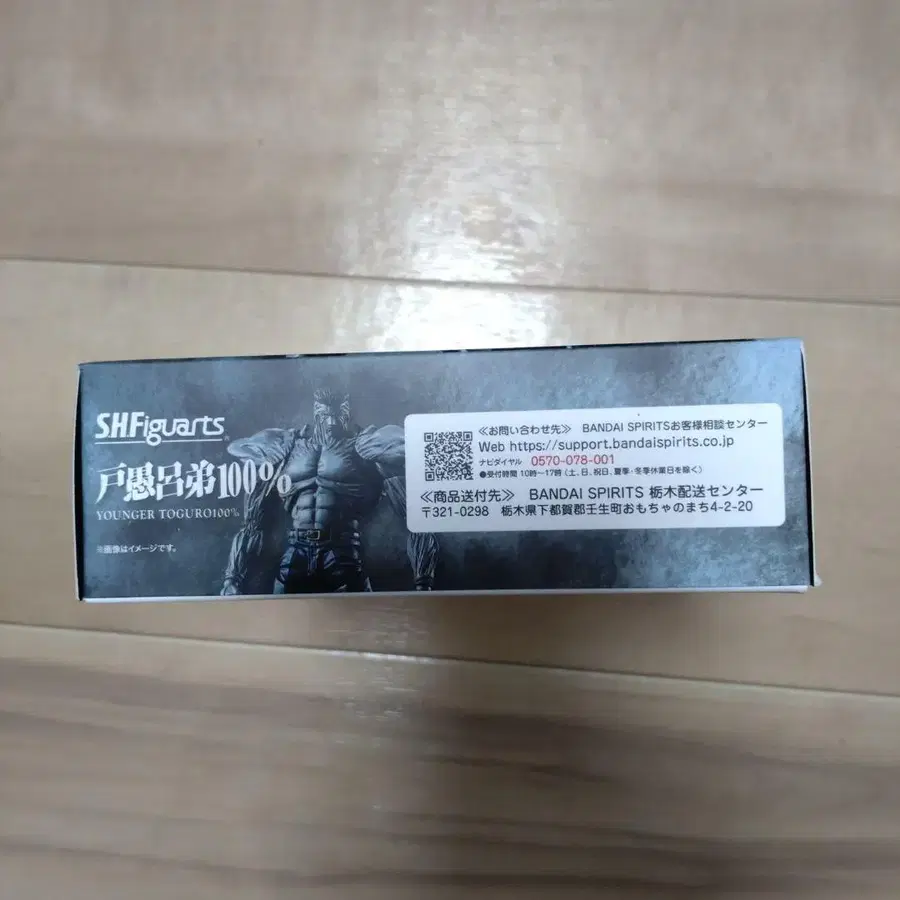 S.H.Figuarts
戸愚呂弟100%
YOUNGER TOGURO100%
※画像はイメージです。
≪お問い合わせ先≫ BANDAI SPIRITSお客様相談センター
Web https://support.bandaispirits.co.jp
ナビダイヤル 0570-078-001
●受付時間 10時～17時 (土、日、祝日、夏季・冬季休業日を除く)
≪商品送付先≫ BANDAI SPIRITS 栃木配送センター
〒321-0298 栃木県下都賀郡壬生町おもちゃのまち4-2-20